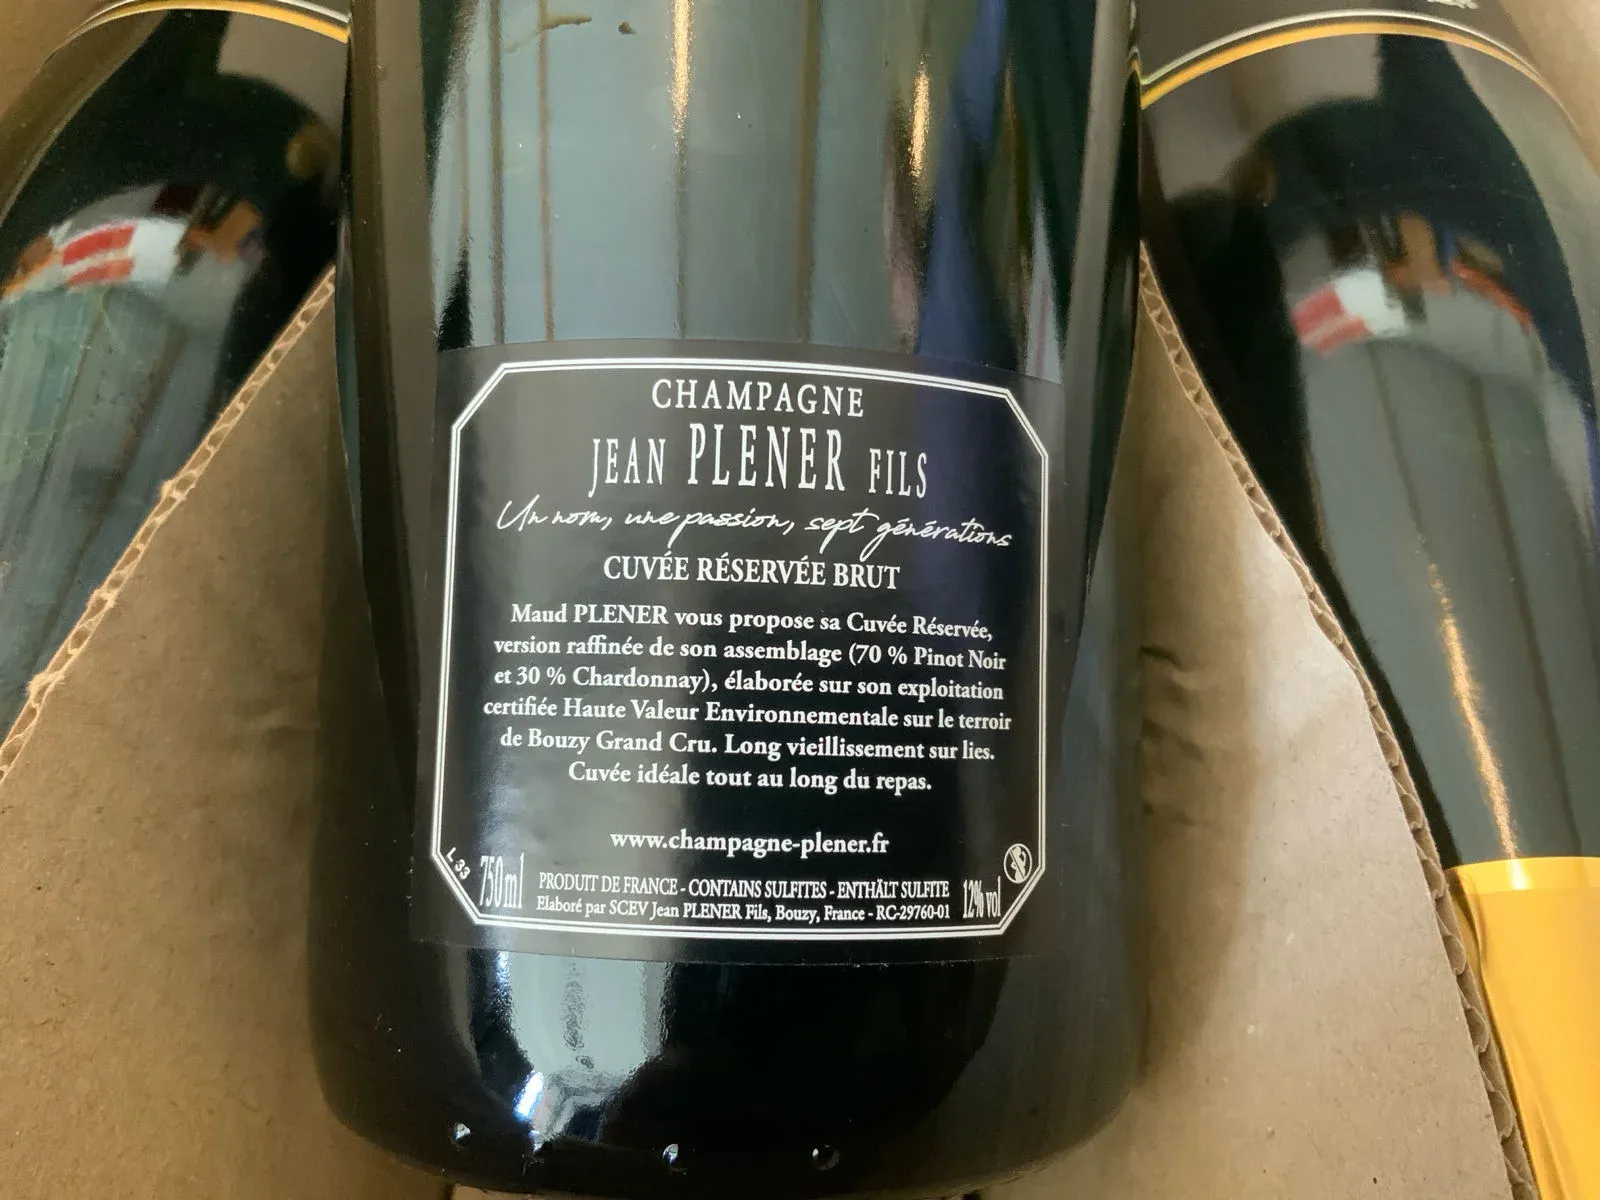 CHAMPAGNE
JEAN PLENER FILS
Un nom, une passion, sept générations
CUVÉE RÉSERVÉE BRUT
Maud PLENER vous propose sa Cuvée Réservée,
version raffinée de son assemblage (70 % Pinot Noir
et 30 % Chardonnay), élaborée sur son exploitation
certifiée Haute Valeur Environnementale sur le terroir
de Bouzy Grand Cru. Long vieillissement sur lies.
Cuvée idéale tout au long du repas.
www.champagne-plener.fr
L 33
750ml
PRODUIT DE FRANCE - CONTAINS SULFITES - ENTHÄLT SULFITE
Elaboré par SCEV Jean PLENER Fils, Bouzy, France - RC-29760-01
12% vol